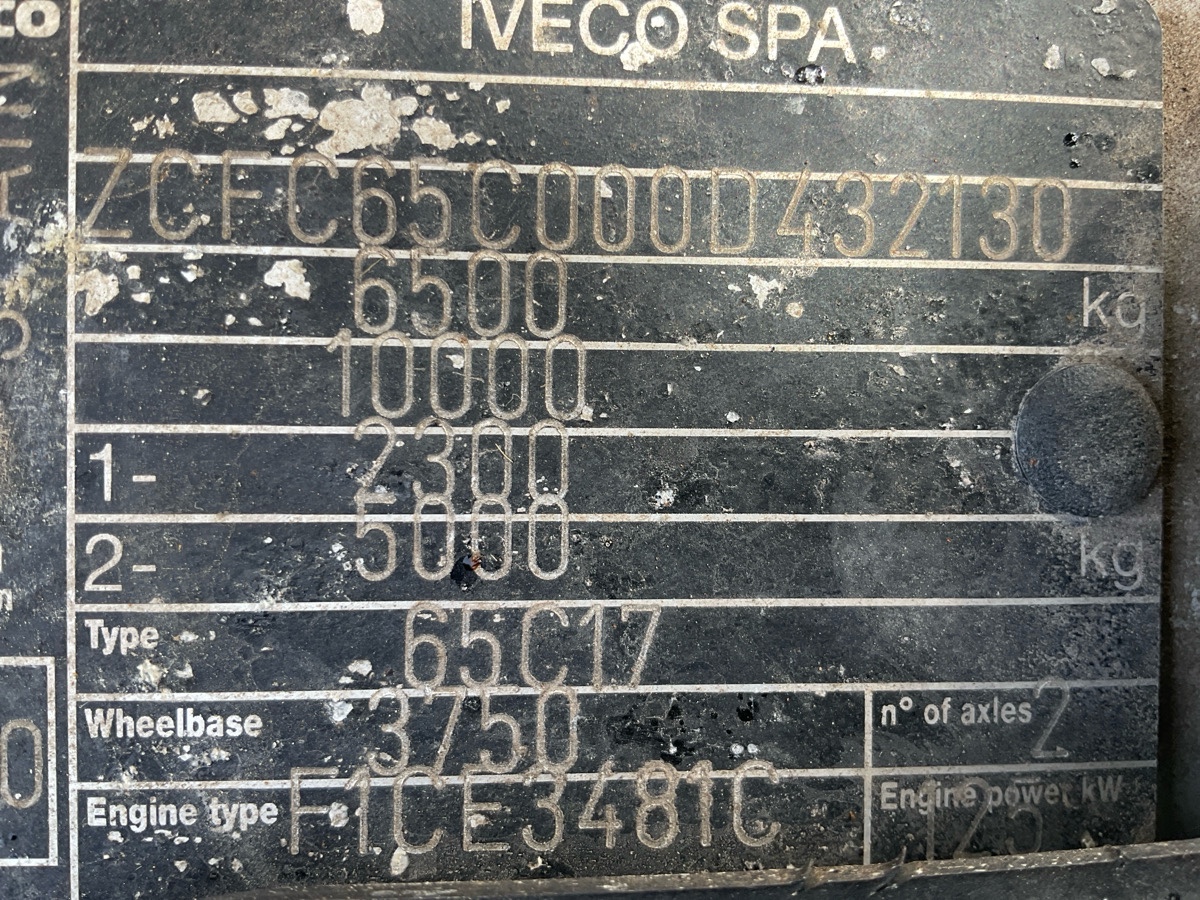 IVECO SPA
ZCFC65C000D432130
6500 kg
10000
1- 2300
2- 5000 kg
Type 65C17
Wheelbase 3750 n° of axles 2
Engine type F1CE3481C Engine power kW 125